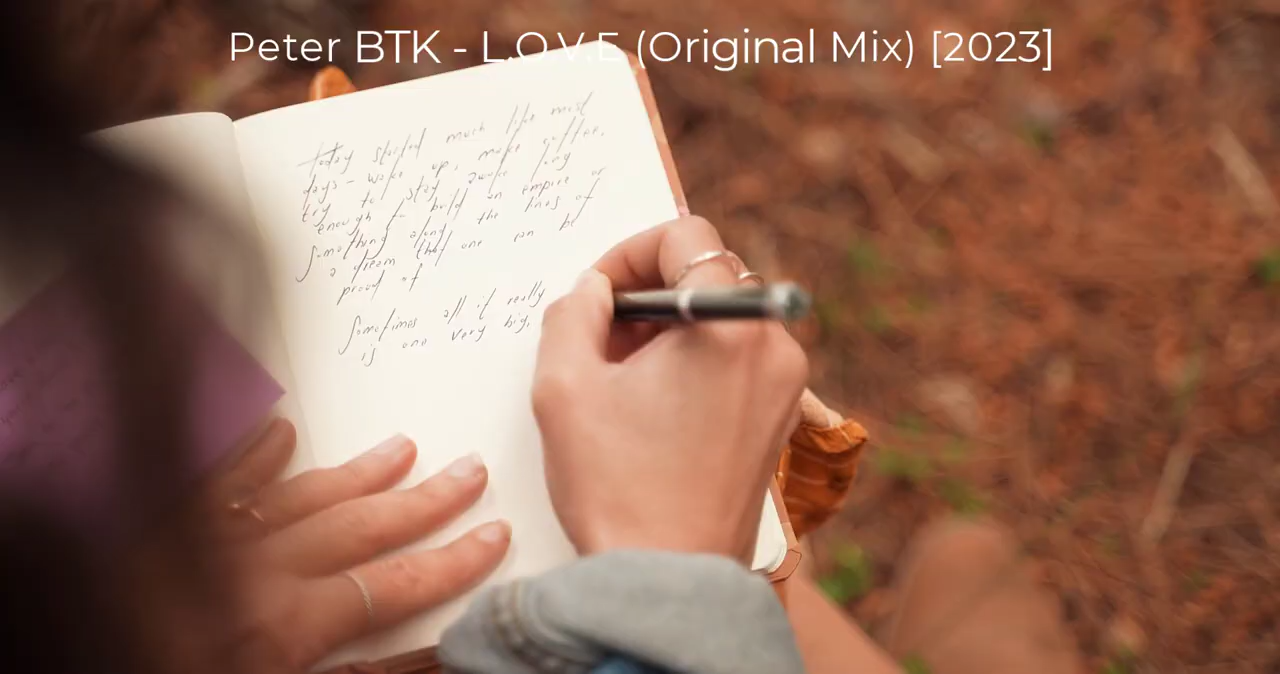 Peter BTK - L.O.V.E (Original Mix) [2023]
today started much like most
days - wake up, make coffee,
try to stay awake long
enough to build an empire or
something along the lines of
a dream that one can be
proud of
Sometimes all it really
is one very big,